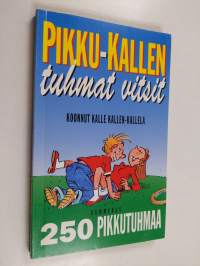 PIKKU-KALLEN
tuhmat vitsit
KOONNUT KALLE KALLEN-KALLELA
250 PIKKUTUHMAA